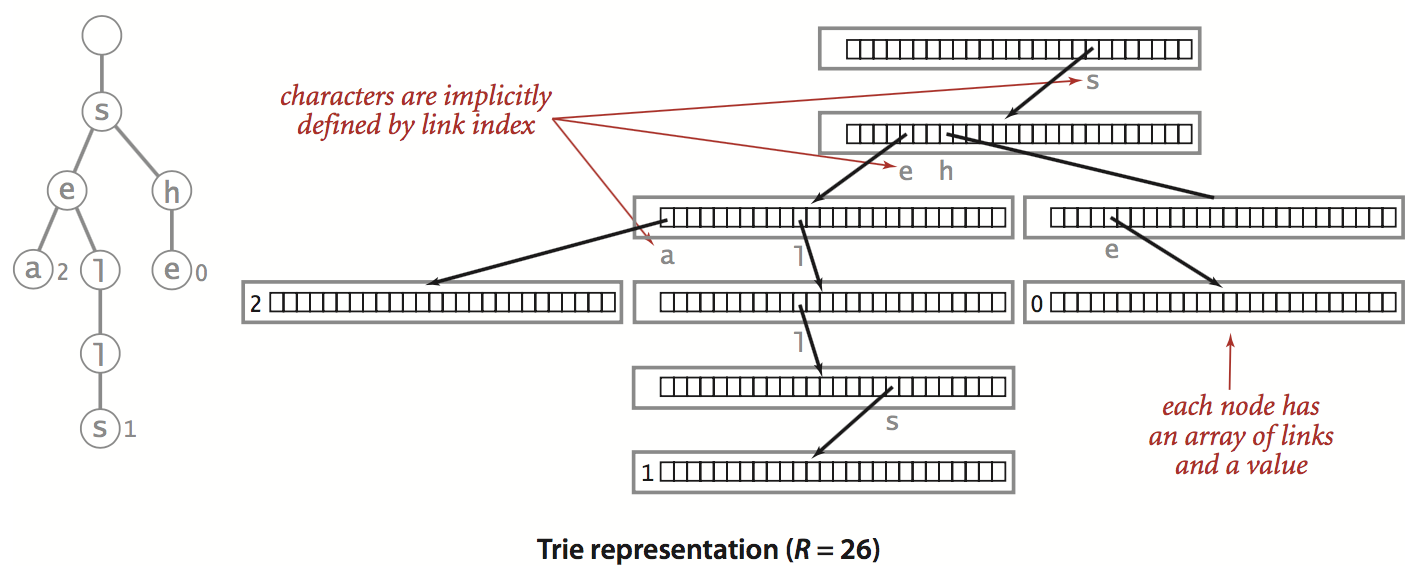 s
e
h
a 2
l
e 0
l
s 1
characters are implicitly
defined by link index
s
e h
a
l
e
2
0
l
s
1
each node has
an array of links
and a value
Trie representation (R = 26)